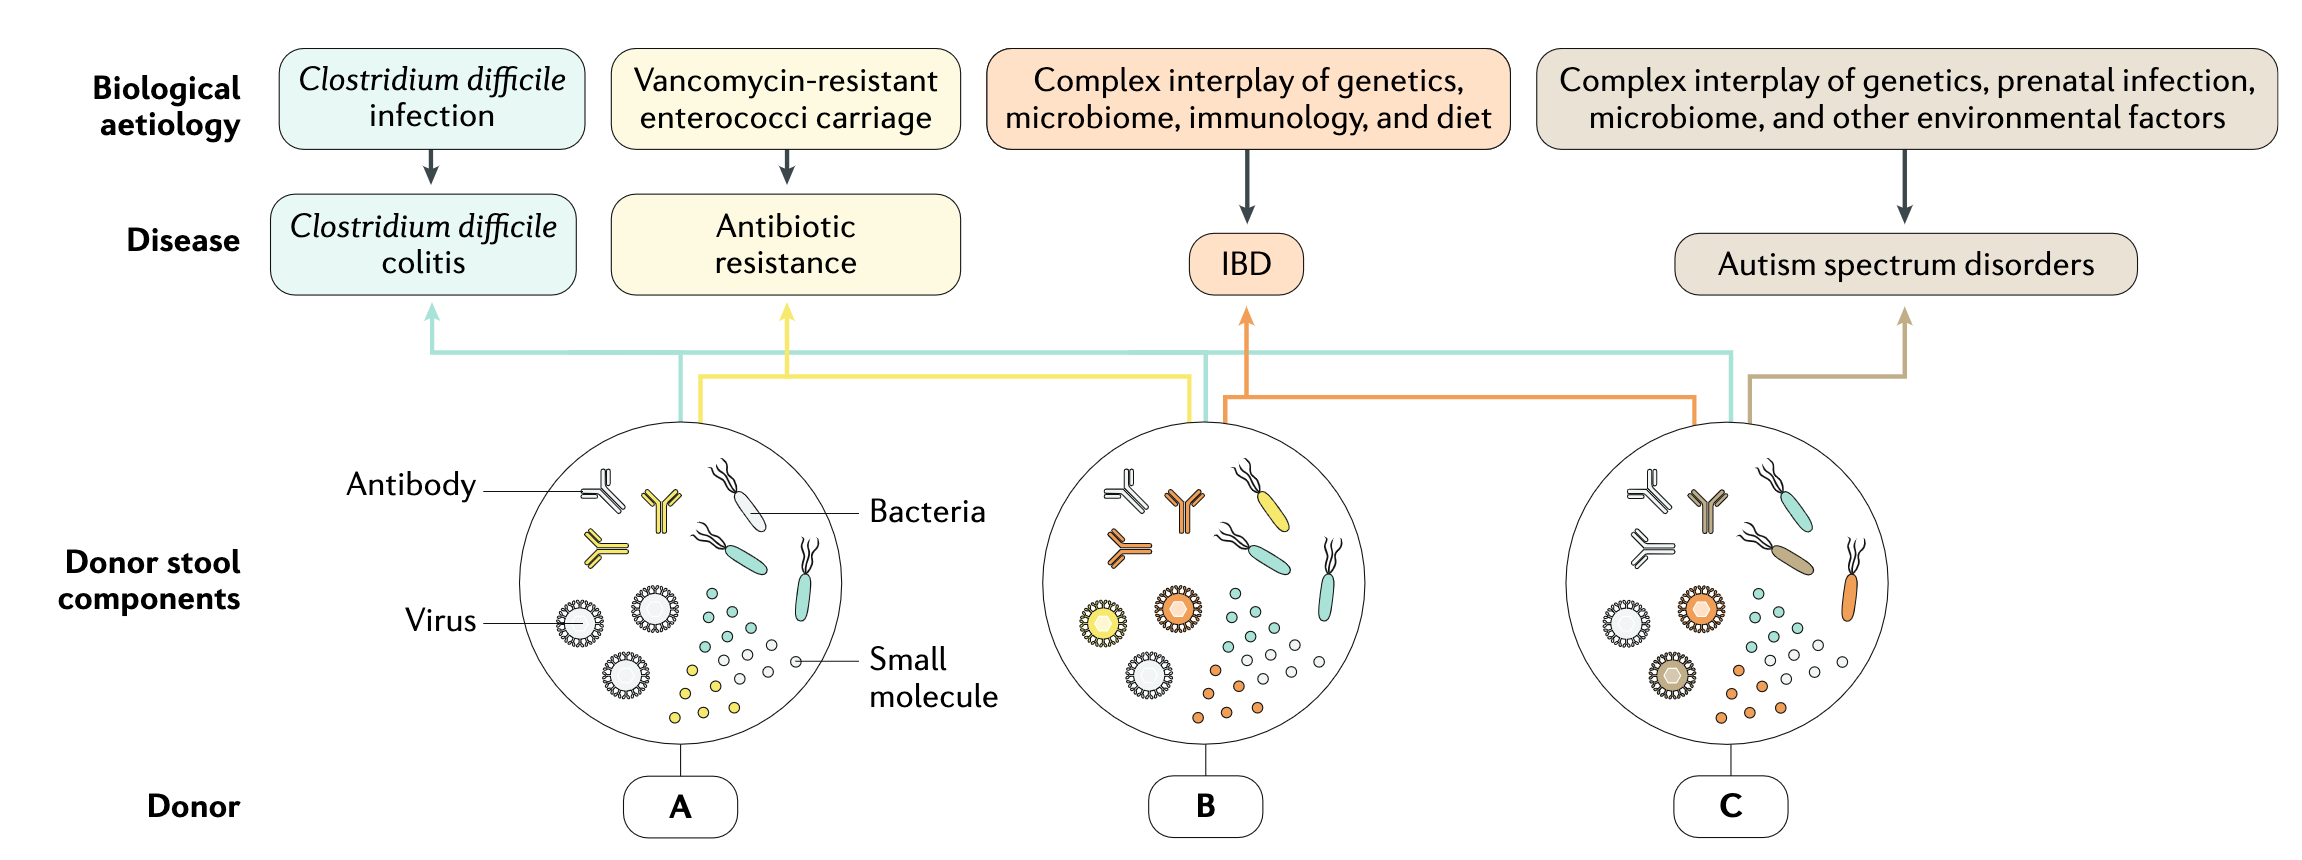 Biological
aetiology
Clostridium difficile
infection
Vancomycin-resistant
enterococci carriage
Complex interplay of genetics,
microbiome, immunology, and diet
Complex interplay of genetics, prenatal infection,
microbiome, and other environmental factors
Disease
Clostridium difficile
colitis
Antibiotic
resistance
IBD
Autism spectrum disorders
Donor stool
components
Antibody
Bacteria
Virus
Small
molecule
Donor
A
B
C